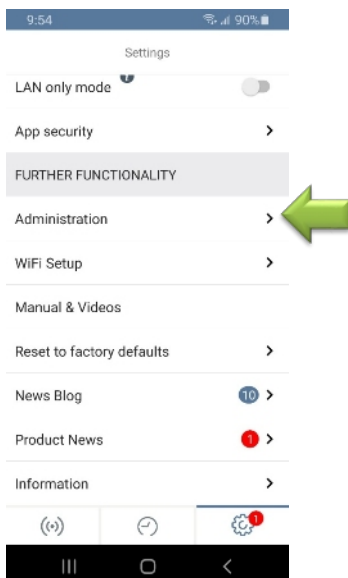 9:54 90%
Settings
LAN only mode
App security
FURTHER FUNCTIONALITY
Administration
WiFi Setup
Manual & Videos
Reset to factory defaults
News Blog 10
Product News 1
Information
1